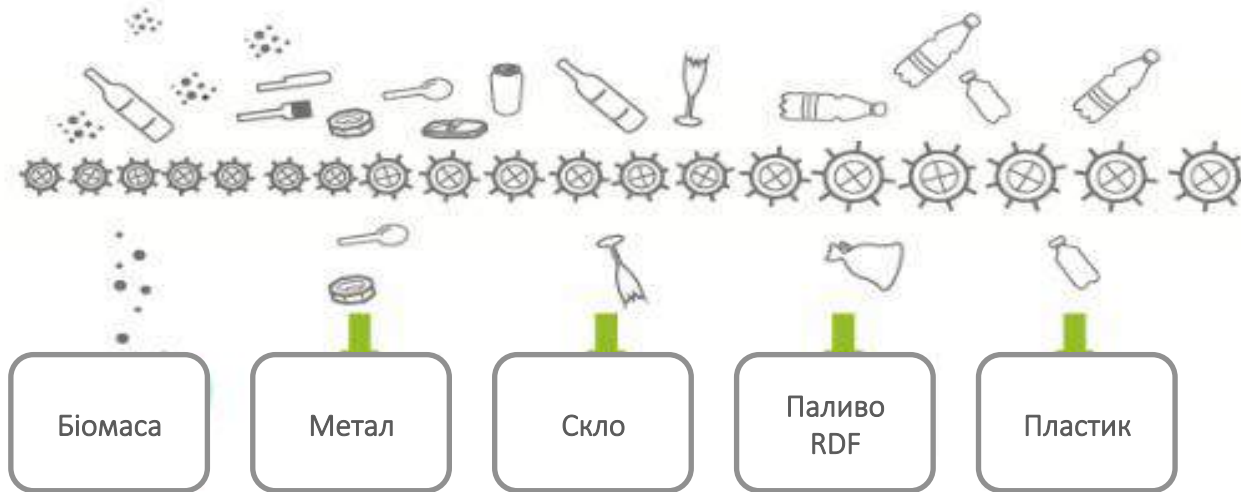 Біомаса
Метал
Скло
Паливо
RDF
Пластик